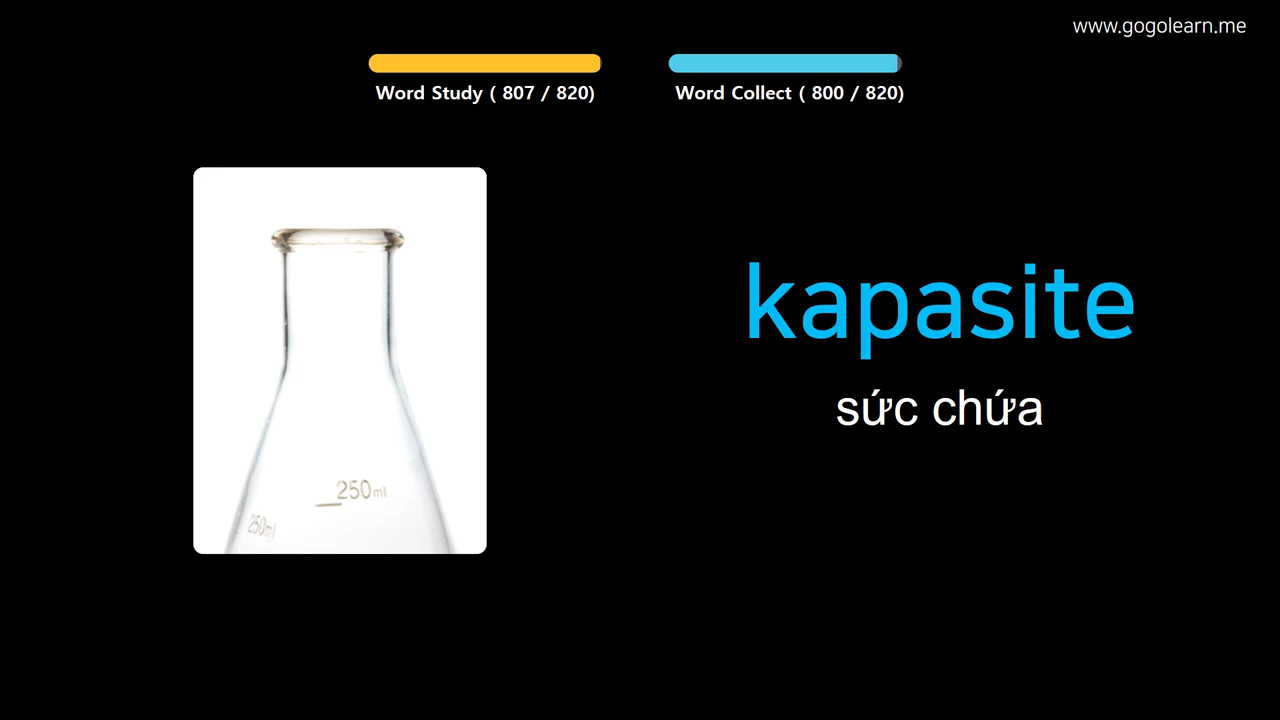 www.gogolearn.me
Word Study ( 807 / 820)
Word Collect ( 800 / 820)
kapasite
sức chứa
250ml
250ml